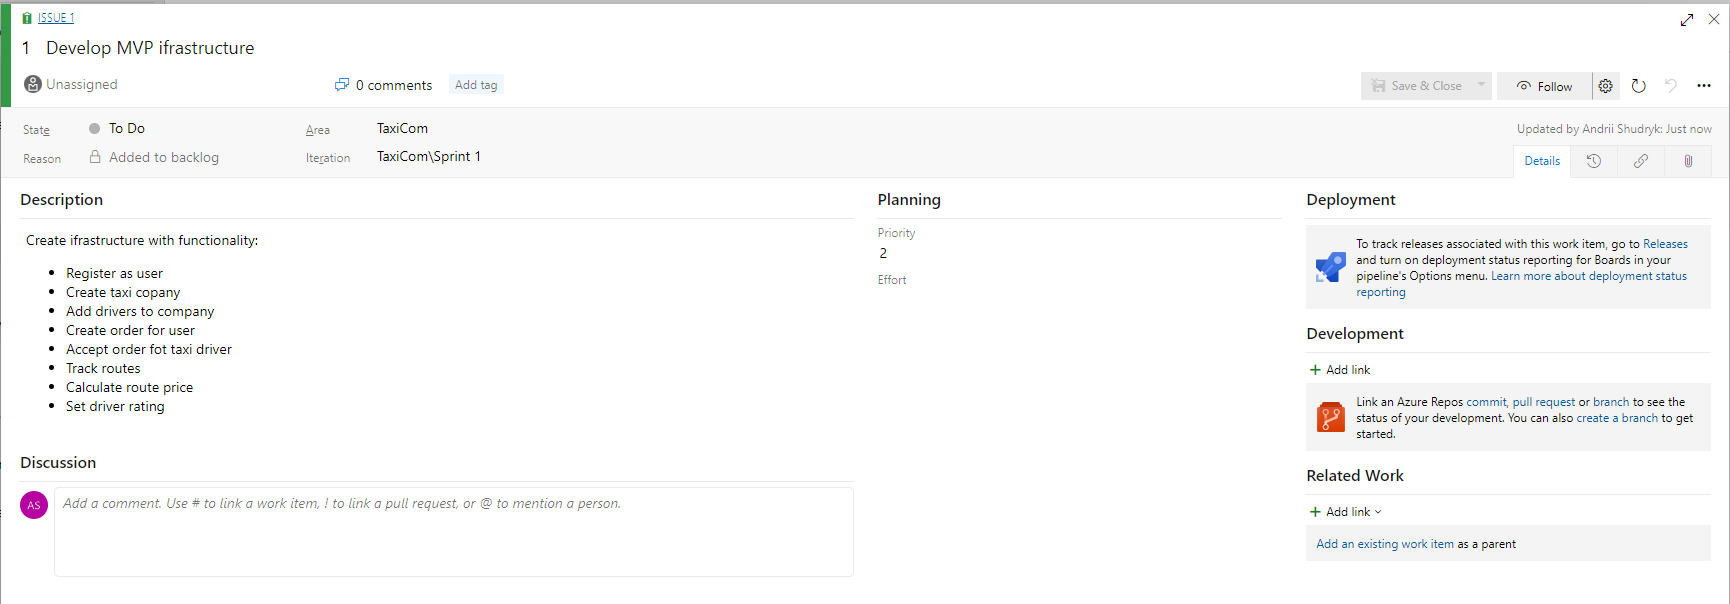 ISSUE 1
1 Develop MVP ifrastructure
Unassigned
0 comments
Add tag
Save & Close
Follow
State
To Do
Area
TaxiCom
Updated by Andrii Shudryk: Just now
Reason
Added to backlog
Iteration
TaxiCom\Sprint 1
Details
Description
Create ifrastructure with functionality:
Register as user
Create taxi copany
Add drivers to company
Create order for user
Accept order fot taxi driver
Track routes
Calculate route price
Set driver rating
Discussion
AS
Add a comment. Use # to link a work item, ! to link a pull request, or @ to mention a person.
Planning
Priority
2
Effort
Deployment
To track releases associated with this work item, go to Releases
and turn on deployment status reporting for Boards in your
pipeline's Options menu. Learn more about deployment status
reporting
Development
Add link
Link an Azure Repos commit, pull request or branch to see the
status of your development. You can also create a branch to get
started.
Related Work
Add link
Add an existing work item as a parent